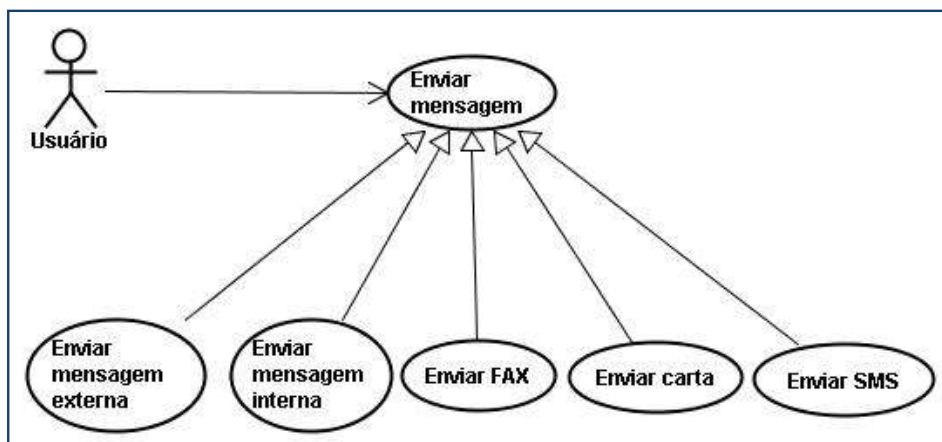 Usuário
Enviar
mensagem
Enviar
mensagem
externa
Enviar
mensagem
interna
Enviar FAX
Enviar carta
Enviar SMS